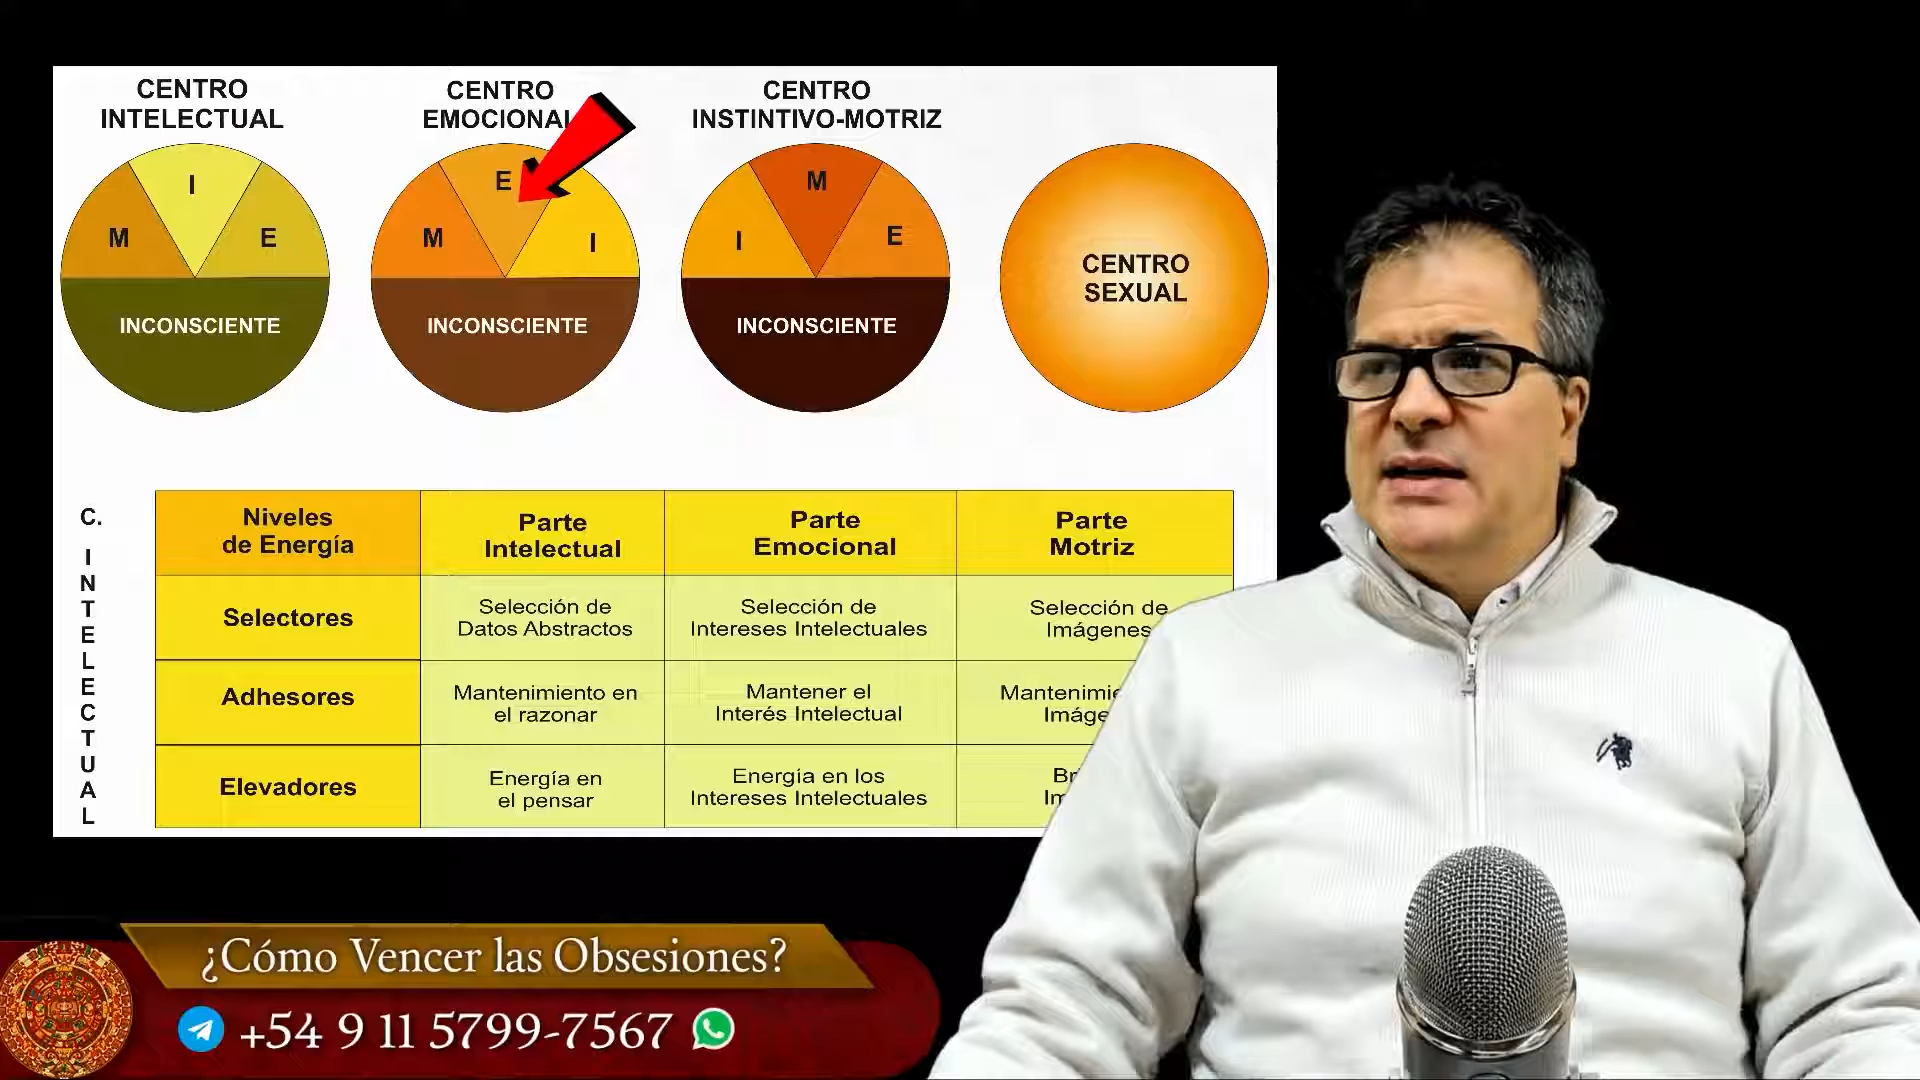 CENTRO
INTELECTUAL
CENTRO
EMOCIONAL
CENTRO
INSTINTIVO-MOTRIZ
I
M
E
INCONSCIENTE
E
M
I
INCONSCIENTE
M
I
E
INCONSCIENTE
CENTRO
SEXUAL
C.
INTELECTUAL
Niveles
de Energía
Parte
Intelectual
Parte
Emocional
Parte
Motriz
Selectores
Selección de
Datos Abstractos
Selección de
Intereses Intelectuales
Selección de
Imágenes
Adhesores
Mantenimiento en
el razonar
Mantener el
Interés Intelectual
Elevadores
Energía en
el pensar
Energía en los
Intereses Intelectuales
¿Cómo Vencer las Obsesiones?
+54 9 11 5799-7567